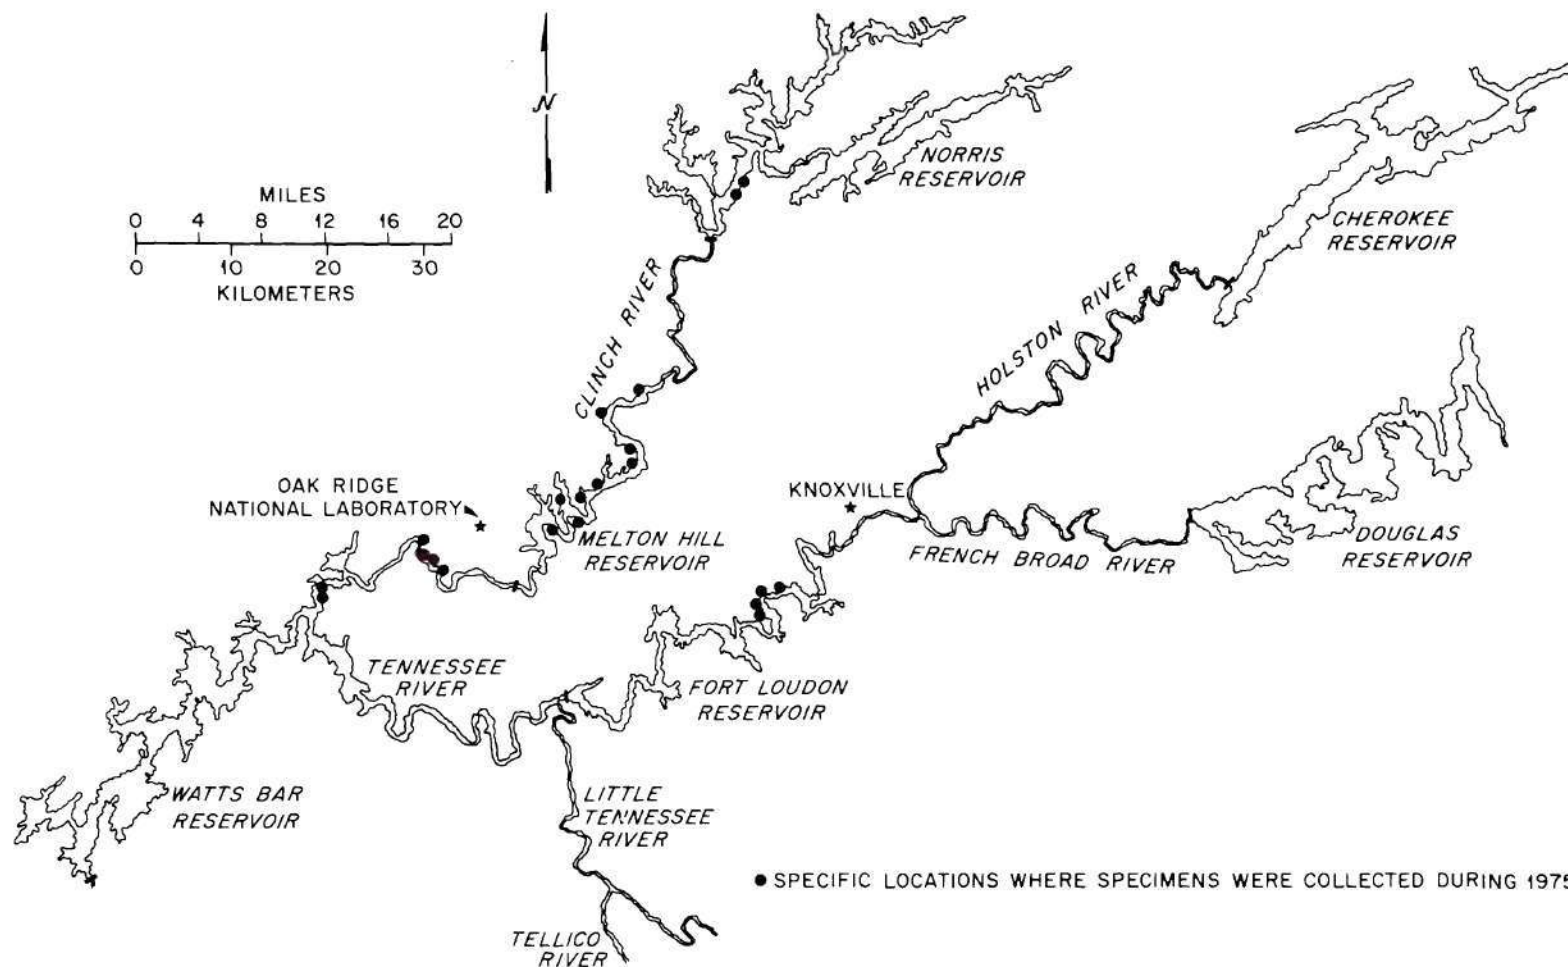 N
MILES
0 4 8 12 16 20
0 10 20 30
KILOMETERS
NORRIS
RESERVOIR
CHEROKEE
RESERVOIR
CLINCH RIVER
HOLSTON RIVER
OAK RIDGE
NATIONAL LABORATORY
KNOXVILLE
MELTON HILL
RESERVOIR
FRENCH BROAD RIVER
DOUGLAS
RESERVOIR
TENNESSEE
RIVER
FORT LOUDON
RESERVOIR
WATTS BAR
RESERVOIR
LITTLE
TENNESSEE
RIVER
SPECIFIC LOCATIONS WHERE SPECIMENS WERE COLLECTED DURING 1975
TELLICO
RIVER